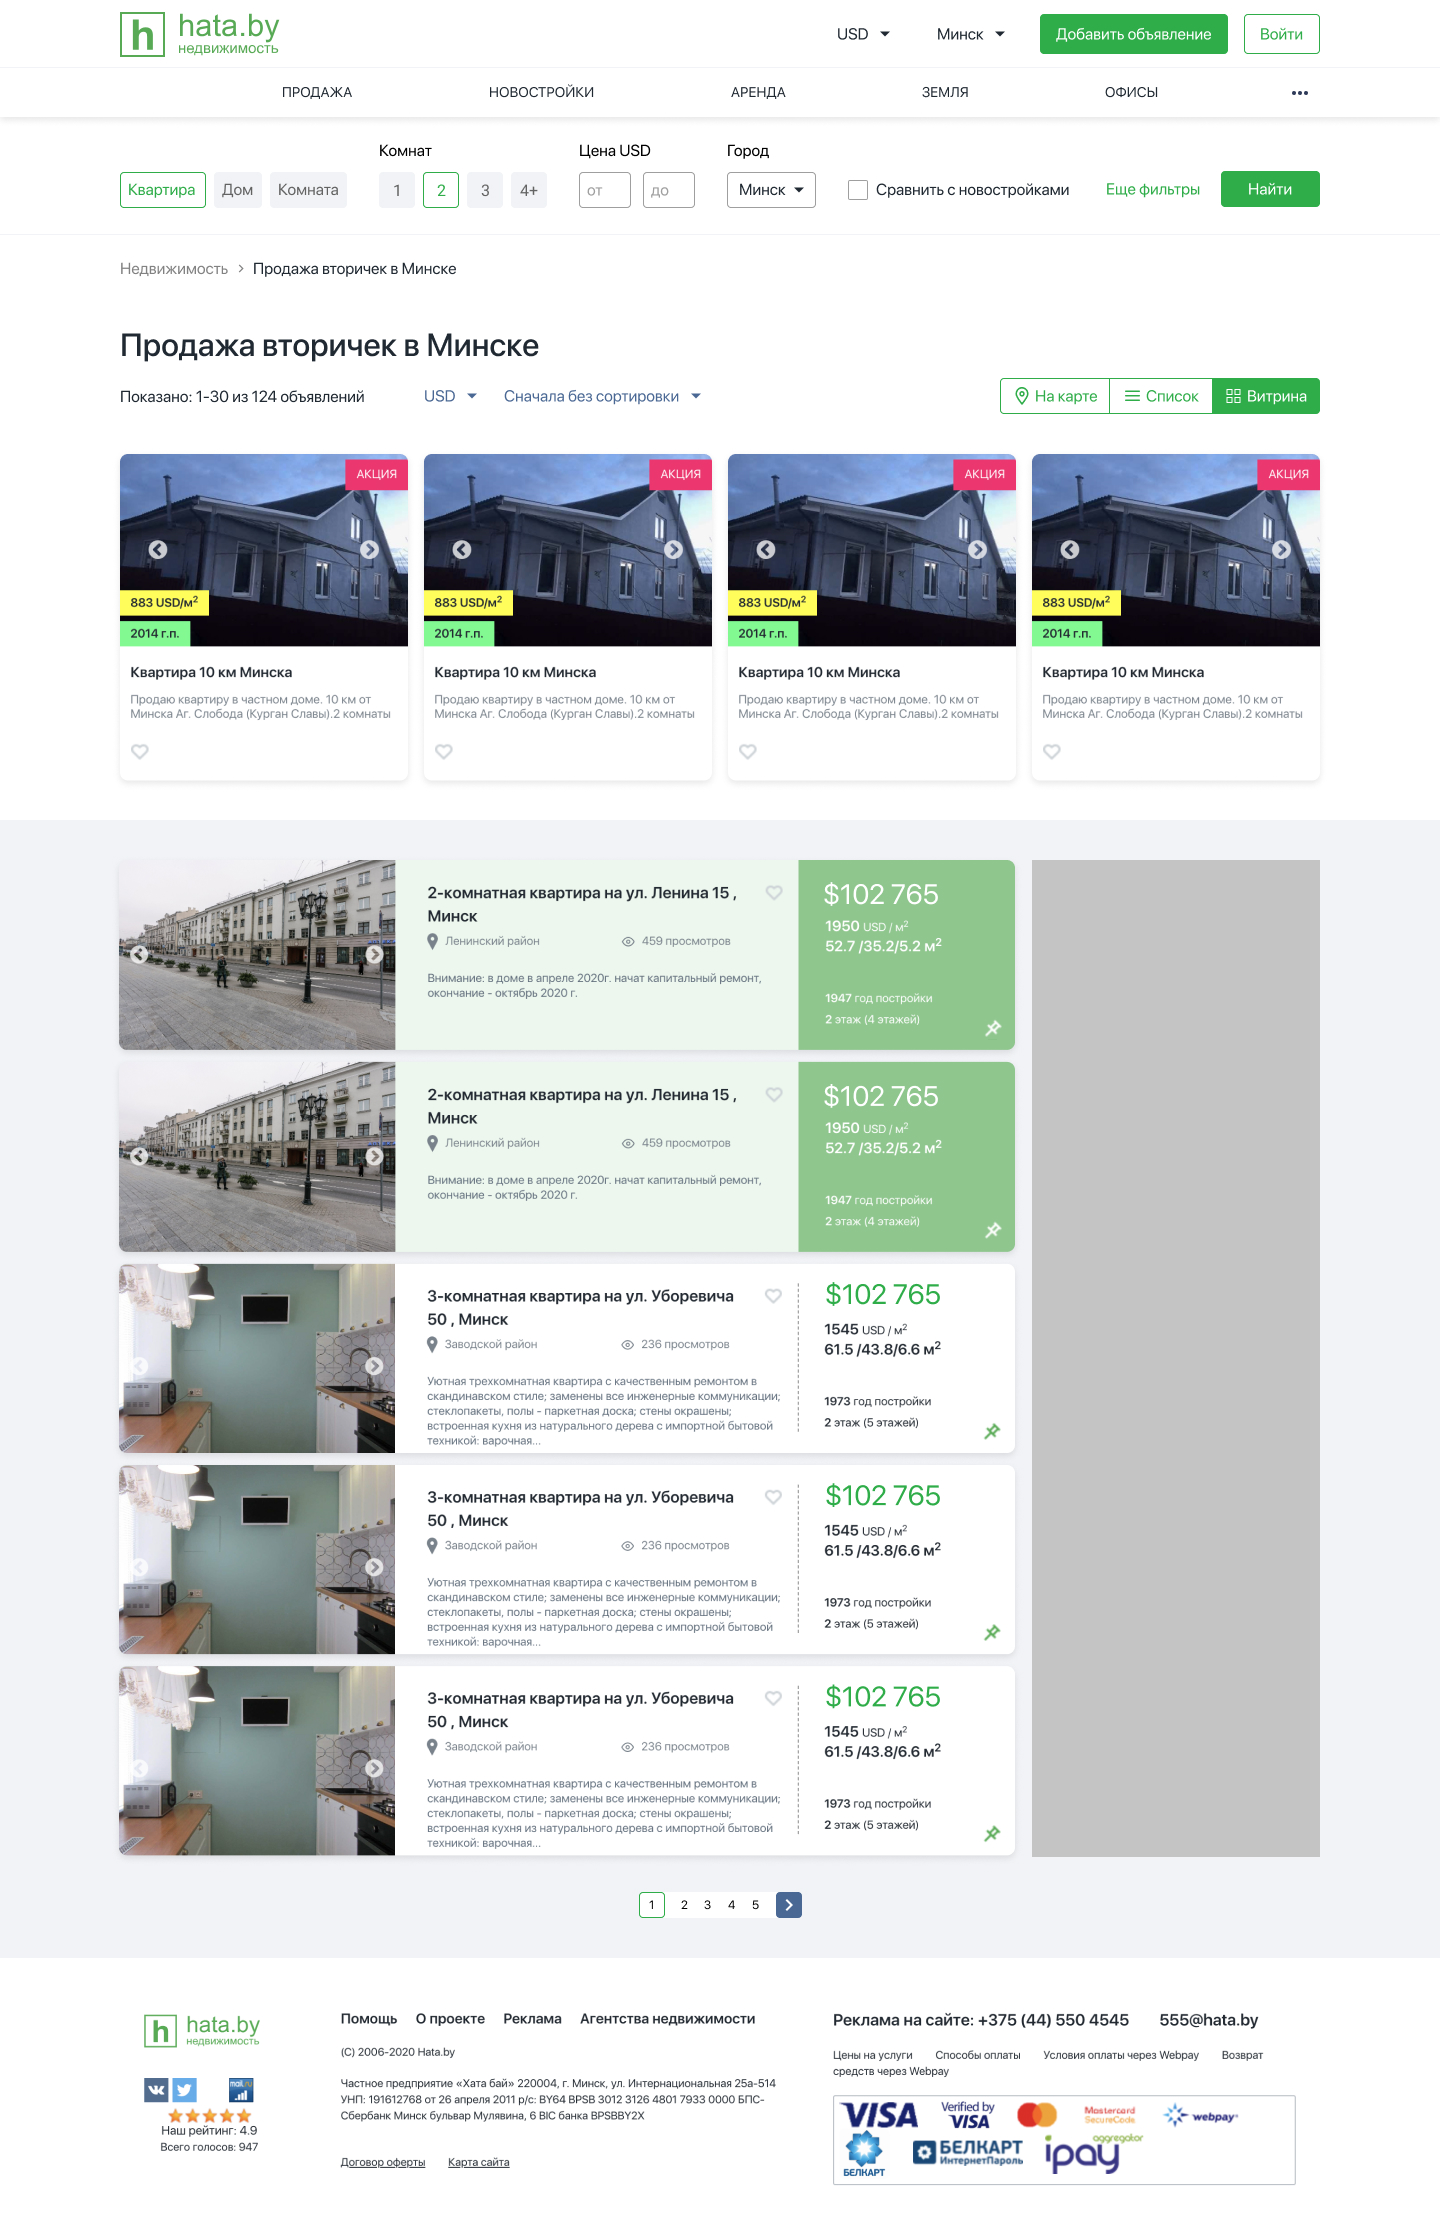 h hata.by
недвижимость
USD Минск Добавить объявление Войти
ПРОДАЖА НОВОСТРОЙКИ АРЕНДА ЗЕМЛЯ ОФИСЫ
Комнат Цена USD Город
Квартира Дом Комната 1 2 3 4+ от до Минск Сравнить с новостройками Еще фильтры Найти
Недвижимость > Продажа вторичек в Минске
Продажа вторичек в Минске
Показано: 1-30 из 124 объявлений USD Сначала без сортировки На карте Список Витрина
АКЦИЯ
883 USD/м²
2014 г.п.
Квартира 10 км Минска
Продаю квартиру в частном доме. 10 км от
Минска Аг. Слобода (Курган Славы).2 комнаты
АКЦИЯ
883 USD/м²
2014 г.п.
Квартира 10 км Минска
Продаю квартиру в частном доме. 10 км от
Минска Аг. Слобода (Курган Славы).2 комнаты
АКЦИЯ
883 USD/м²
2014 г.п.
Квартира 10 км Минска
Продаю квартиру в частном доме. 10 км от
Минска Аг. Слобода (Курган Славы).2 комнаты
АКЦИЯ
883 USD/м²
2014 г.п.
Квартира 10 км Минска
Продаю квартиру в частном доме. 10 км от
Минска Аг. Слобода (Курган Славы).2 комнаты
2-комнатная квартира на ул. Ленина 15 ,
Минск
Ленинский район 459 просмотров
Внимание: в доме в апреле 2020г. начат капитальный ремонт,
окончание - октябрь 2020 г.
$102 765
1950 USD / м²
52.7 /35.2/5.2 м²
1947 год постройки
2 этаж (4 этажей)
2-комнатная квартира на ул. Ленина 15 ,
Минск
Ленинский район 459 просмотров
Внимание: в доме в апреле 2020г. начат капитальный ремонт,
окончание - октябрь 2020 г.
$102 765
1950 USD / м²
52.7 /35.2/5.2 м²
1947 год постройки
2 этаж (4 этажей)
3-комнатная квартира на ул. Уборевича
50 , Минск
Заводской район 236 просмотров
Уютная трехкомнатная квартира с качественным ремонтом в
скандинавском стиле; заменены все инженерные коммуникации;
стеклопакеты, полы - паркетная доска; стены окрашены;
встроенная кухня из натурального дерева с импортной бытовой
техникой: варочная...
$102 765
1545 USD / м²
61.5 /43.8/6.6 м²
1973 год постройки
2 этаж (5 этажей)
3-комнатная квартира на ул. Уборевича
50 , Минск
Заводской район 236 просмотров
Уютная трехкомнатная квартира с качественным ремонтом в
скандинавском стиле; заменены все инженерные коммуникации;
стеклопакеты, полы - паркетная доска; стены окрашены;
встроенная кухня из натурального дерева с импортной бытовой
техникой: варочная...
$102 765
1545 USD / м²
61.5 /43.8/6.6 м²
1973 год постройки
2 этаж (5 этажей)
3-комнатная квартира на ул. Уборевича
50 , Минск
Заводской район 236 просмотров
Уютная трехкомнатная квартира с качественным ремонтом в
скандинавском стиле; заменены все инженерные коммуникации;
стеклопакеты, полы - паркетная доска; стены окрашены;
встроенная кухня из натурального дерева с импортной бытовой
техникой: варочная...
$102 765
1545 USD / м²
61.5 /43.8/6.6 м²
1973 год постройки
2 этаж (5 этажей)
1 2 3 4 5
h hata.by
недвижимость
mail.ru
Наш рейтинг: 4.9
Всего голосов: 947
Помощь О проекте Реклама Агентства недвижимости
(C) 2006-2020 Hata.by
Частное предприятие «Хата бай» 220004, г. Минск, ул. Интернациональная 25а-514
УНП: 191612768 от 26 апреля 2011 р/с: BY64 BPSB 3012 3126 4801 7933 0000 БПС-
Сбербанк Минск бульвар Мулявина, 6 BIC банка BPSBBY2X
Договор оферты Карта сайта
Реклама на сайте: +375 (44) 550 4545 555@hata.by
Цены на услуги Способы оплаты Условия оплаты через Webpay Возврат
средств через Webpay
VISA Verified by VISA Mastercard SecureCode webpay
БЕЛКАРТ БЕЛКАРТ ИнтернетПароль ipay aggregator